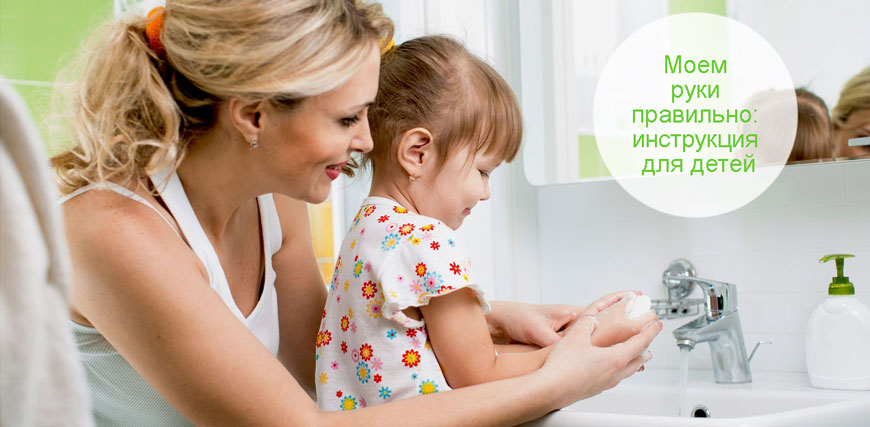 Моем
руки
правильно:
инструкция
для детей